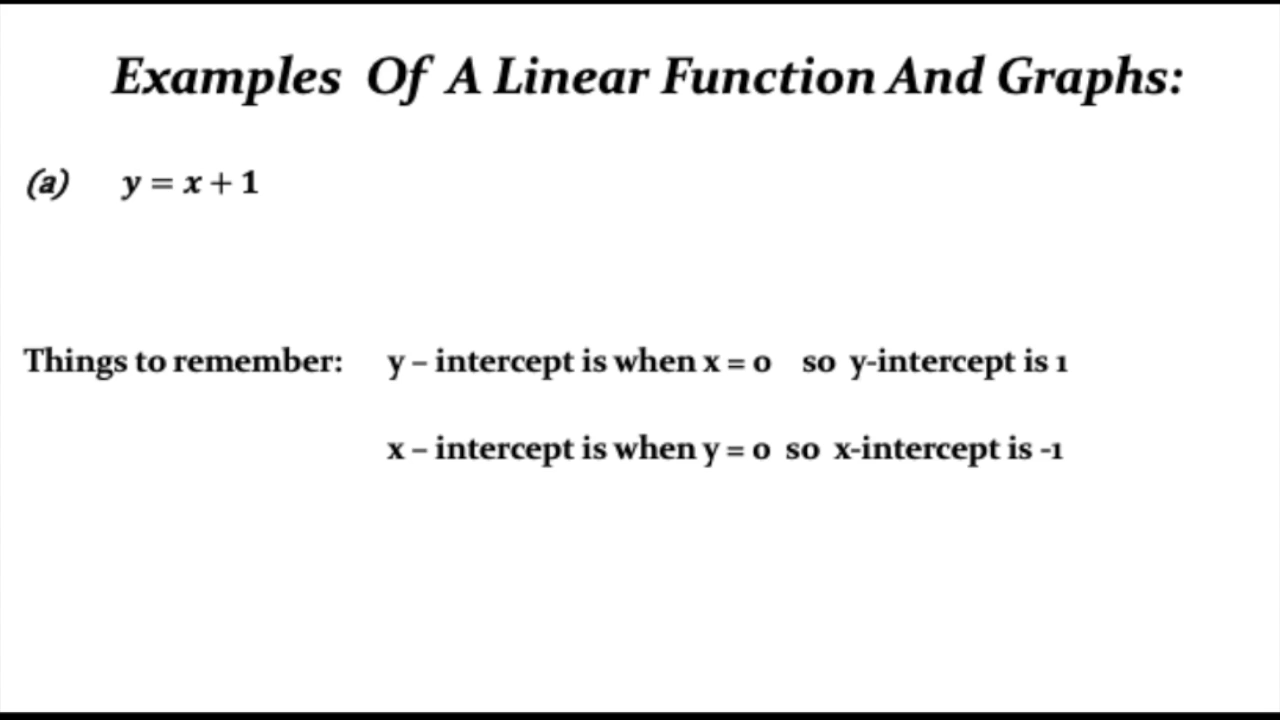 Examples Of A Linear Function And Graphs:
(a) y = x + 1
Things to remember: y – intercept is when x = 0 so y-intercept is 1
x – intercept is when y = 0 so x-intercept is -1